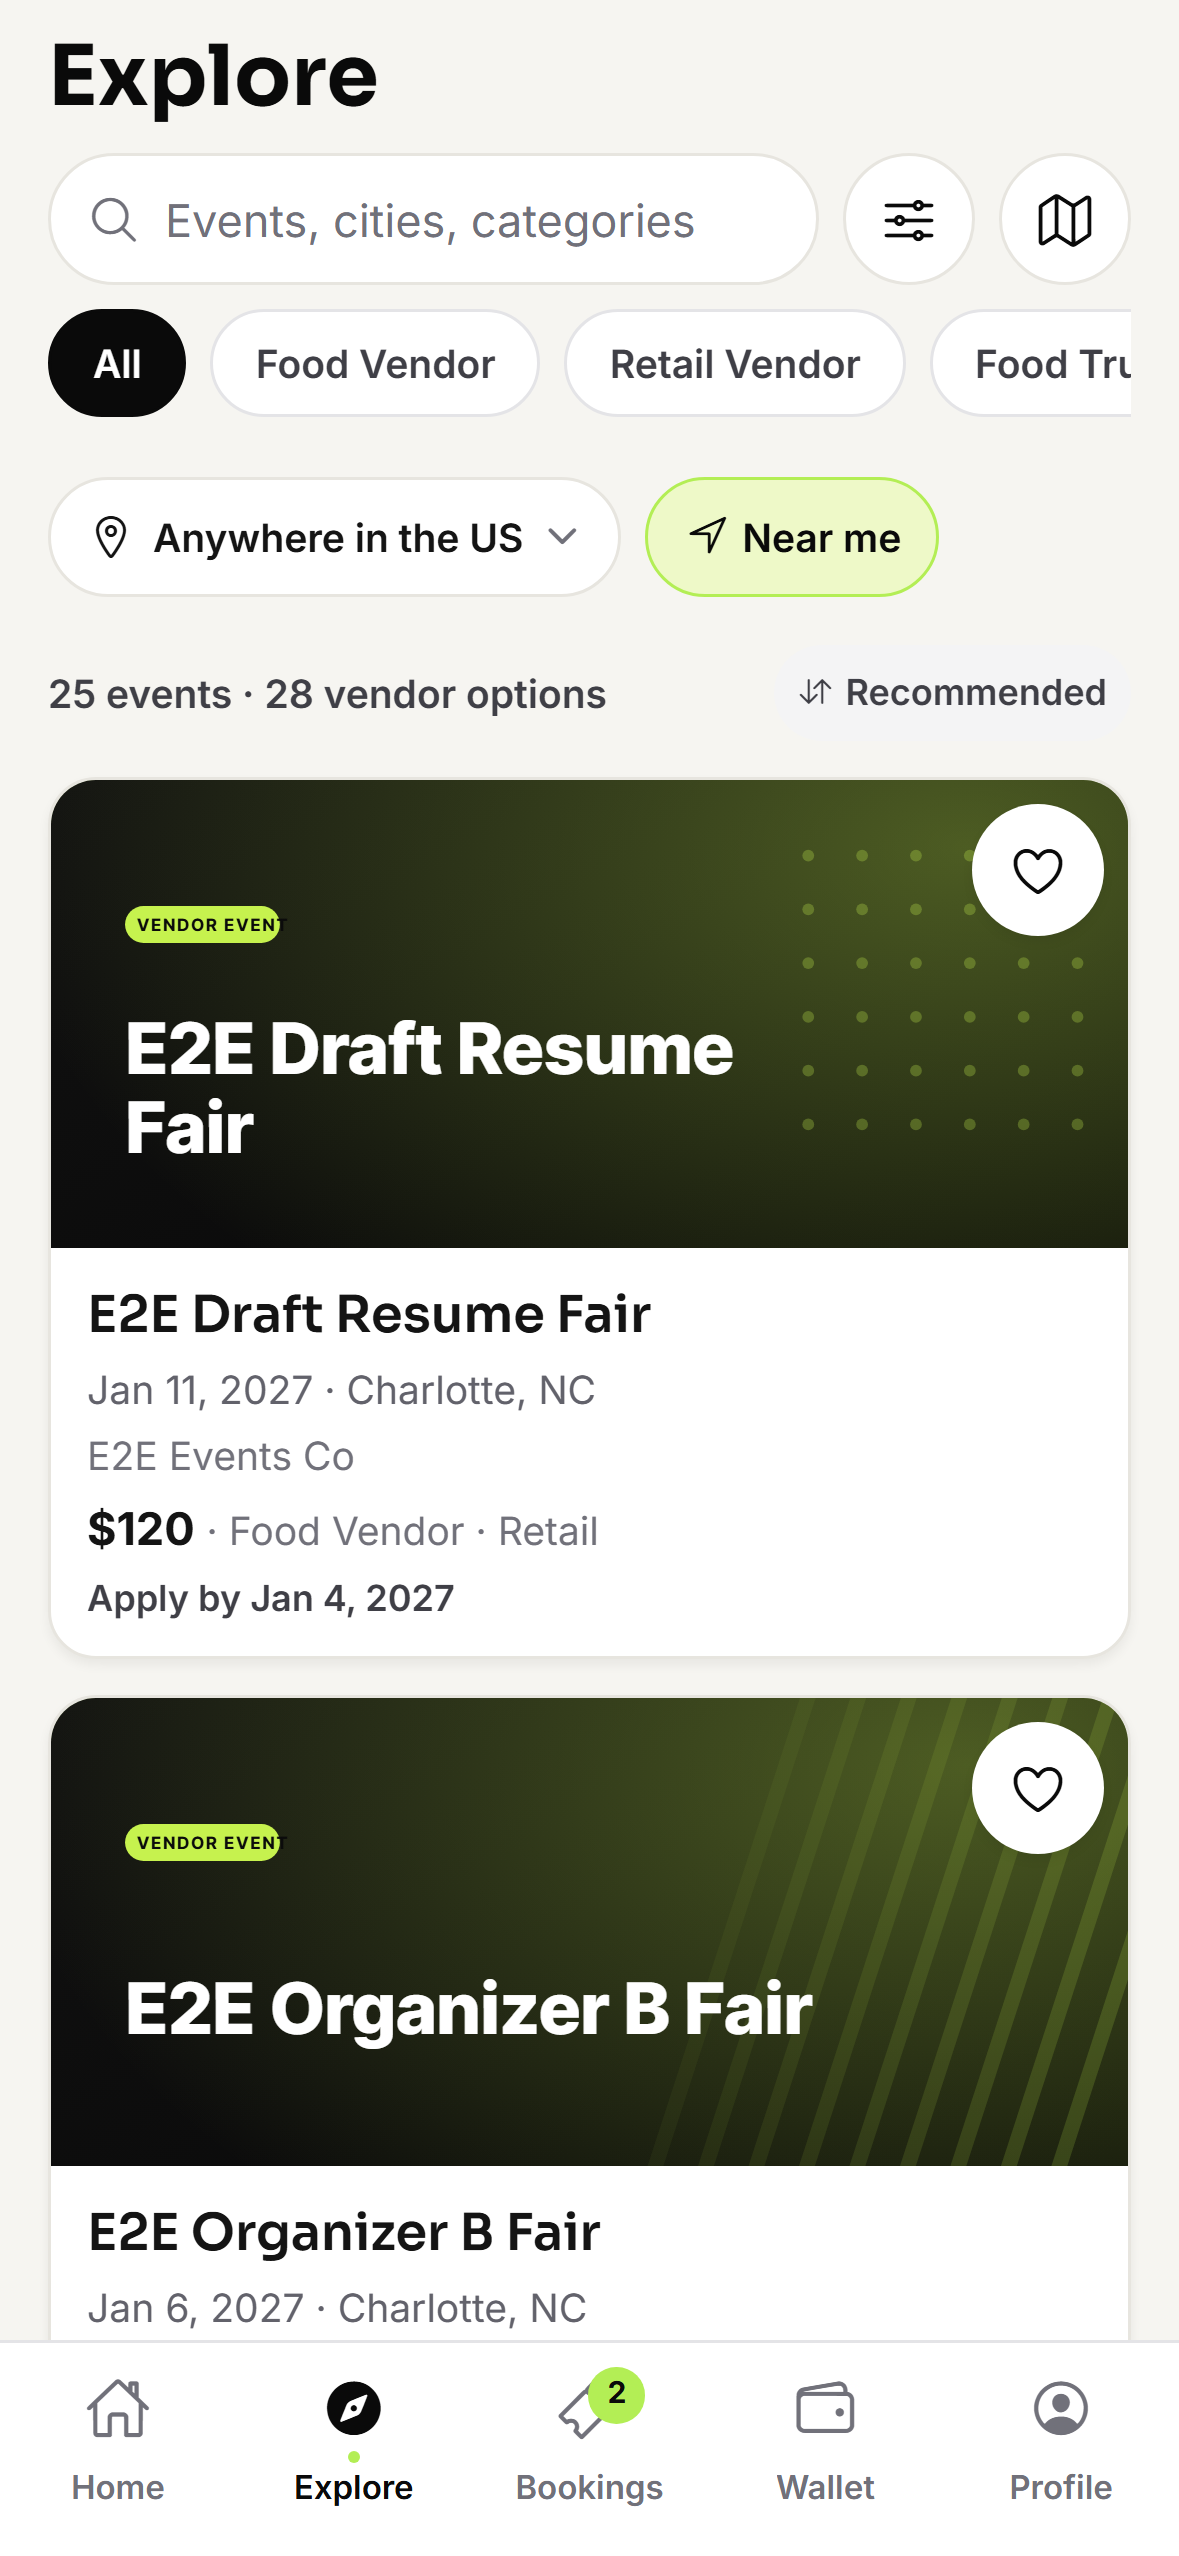 Explore
Events, cities, categories
All
Food Vendor
Retail Vendor
Food Tru
Anywhere in the US
Near me
25 events · 28 vendor options
Recommended
VENDOR EVENT
E2E Draft Resume
Fair
E2E Draft Resume Fair
Jan 11, 2027 · Charlotte, NC
E2E Events Co
$120 · Food Vendor · Retail
Apply by Jan 4, 2027
VENDOR EVENT
E2E Organizer B Fair
E2E Organizer B Fair
Jan 6, 2027 · Charlotte, NC
2
Home
Explore
Bookings
Wallet
Profile